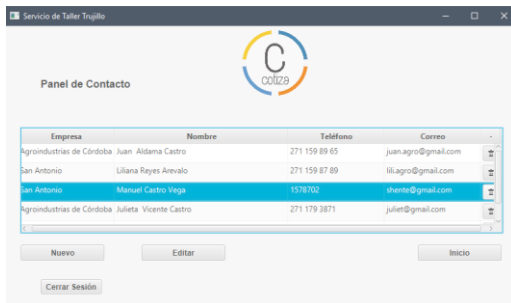 Servicio de Taller Trujillo
C
cotiza
Panel de Contacto
Empresa Nombre Teléfono Correo -
Agroindustrias de Córdoba Juan Aldama Castro 271 159 89 65 juan.agro@gmail.com
San Antonio Liliana Reyes Arevalo 271 159 87 89 lili.agro@gmail.com
San Antonio Manuel Castro Vega 1578702 shente@gmail.com
Agroindustrias de Córdoba Julieta Vicente Castro 271 179 3871 juliet@gmail.com
Nuevo Editar Inicio
Cerrar Sesión